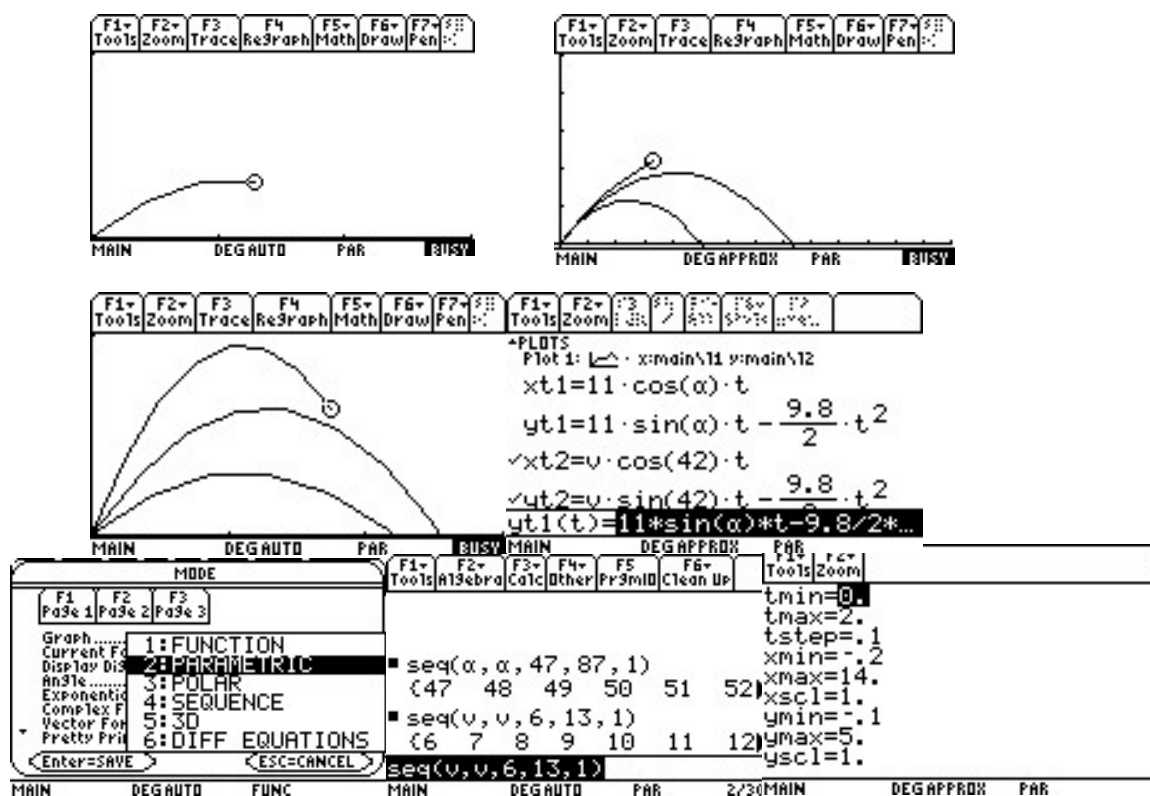 F1▾ F2▾ F3 F4 F5▾ F6▾ F7▾
Tools Zoom Trace Regraph Math Draw Pen
MAIN DEG AUTO PAR BUSY
F1▾ F2▾ F3 F4 F5▾ F6▾ F7▾
Tools Zoom Trace Regraph Math Draw Pen
MAIN DEG APPROX PAR BUSY
F1▾ F2▾ F3 F4 F5▾ F6▾ F7▾
Tools Zoom Trace Regraph Math Draw Pen
MAIN DEG AUTO PAR BUSY
F1▾ F2▾
Tools Zoom
▴PLOTS
Plot 1: x:main\l1 y:main\l2
xt1=11·cos(α)·t
yt1=11·sin(α)·t-9.8/2·t²
✓xt2=v·cos(42)·t
✓yt2=v·sin(42)·t-9.8/2·t²
yt1(t)=11*sin(α)*t-9.8/2*…
MAIN DEG APPROX PAR
MODE
F1 F2 F3
Page 1 Page 2 Page 3
Graph
Display
Angle
1:FUNCTION
2:PARAMETRIC
3:POLAR
4:SEQUENCE
5:3D
6:DIFF EQUATIONS
Enter=SAVE ESC=CANCEL
MAIN DEG AUTO FUNC
F1▾ F2▾ F3▾ F4▾ F5 F6▾
Tools Algebra Calc Other PrgmIO Clean Up
■ seq(α,α,47,87,1)
{47 48 49 50 51 52
■ seq(v,v,6,13,1)
{6 7 8 9 10 11 12
seq(v,v,6,13,1)
MAIN DEG AUTO PAR 2/30
Tools Zoom
tmin=0.
tmax=2.
tstep=.1
xmin=-.2
xmax=14.
xscl=1.
ymin=-.1
ymax=5.
yscl=1.
MAIN DEG APPROX PAR